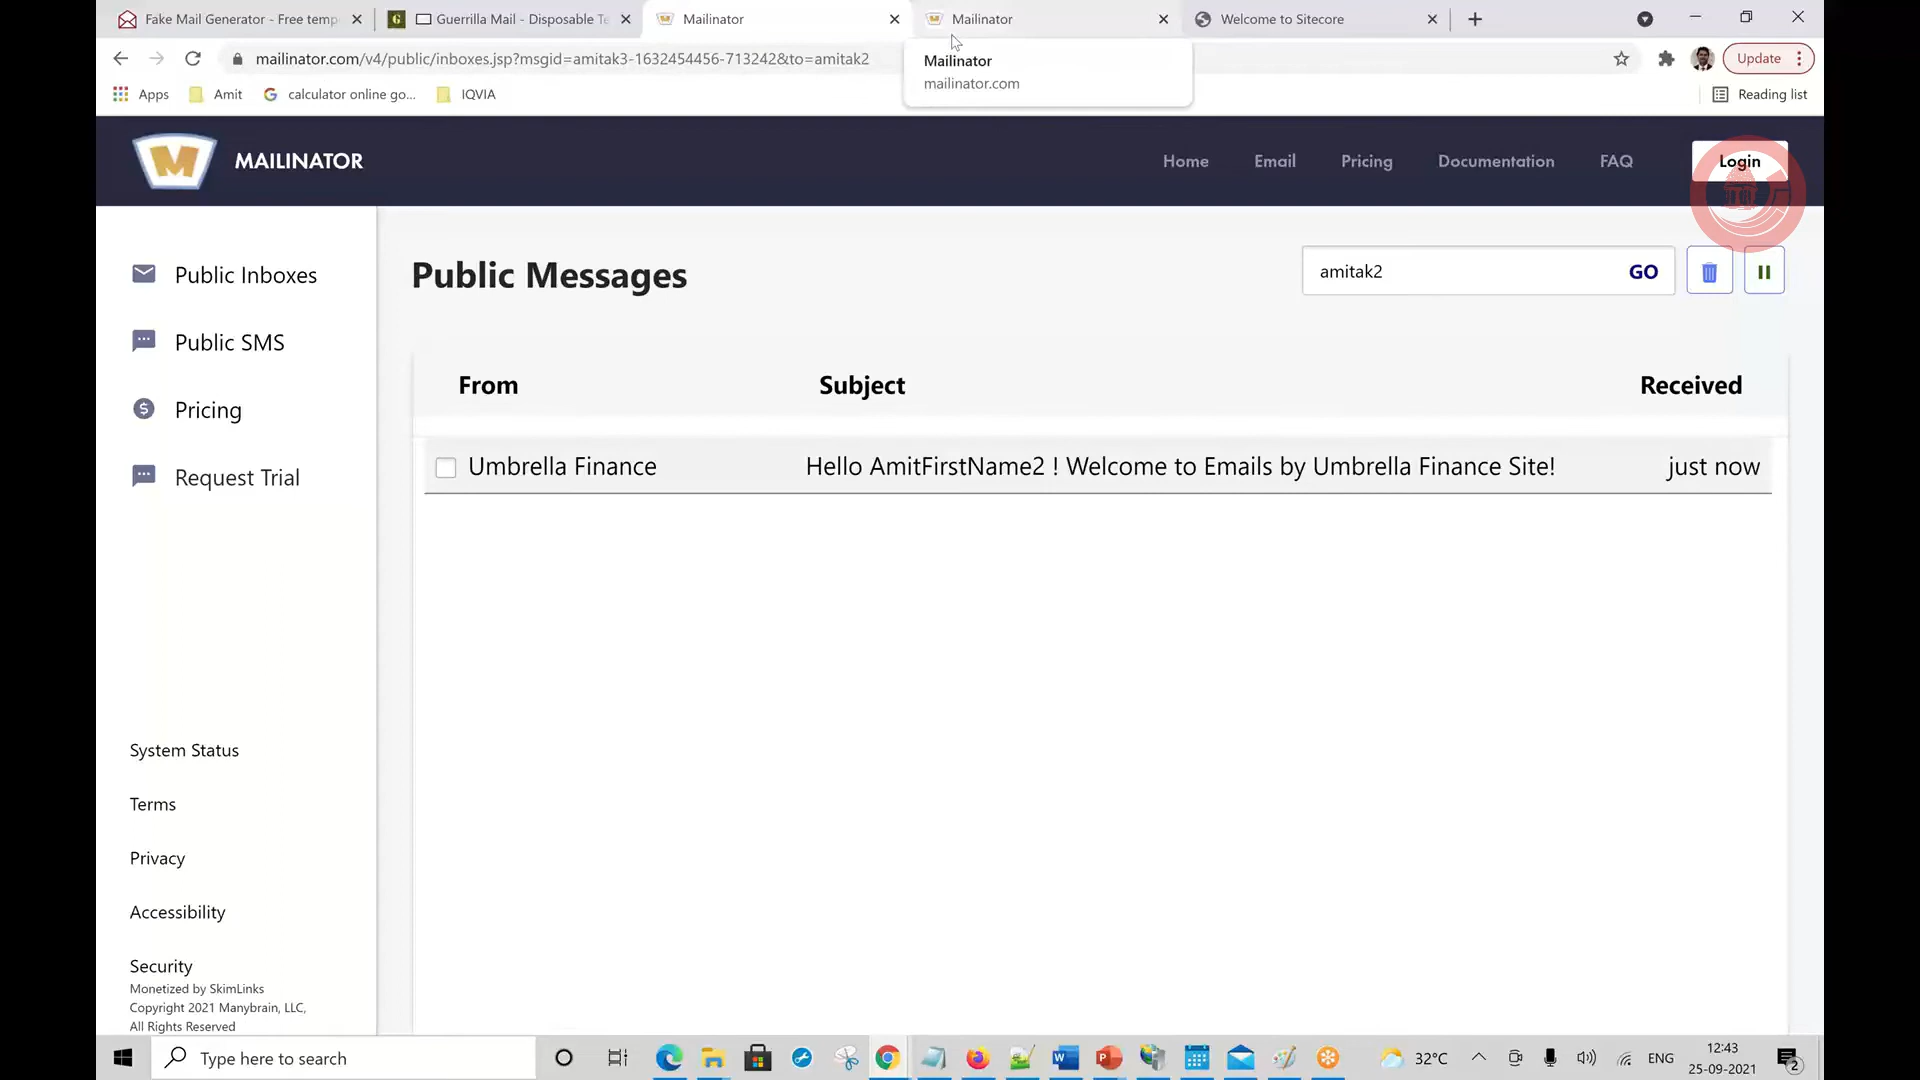 Fake Mail Generator - Free temp
Guerrilla Mail - Disposable Te
Mailinator
Mailinator
Welcome to Sitecore
mailinator.com/v4/public/inboxes.jsp?msgid=amitak3-1632454456-713242&to=amitak2
Mailinator
mailinator.com
Update
Apps
Amit
calculator online go...
IQVIA
Reading list
MAILINATOR
Home
Email
Pricing
Documentation
FAQ
Login
Public Inboxes
Public SMS
Pricing
Request Trial
Public Messages
amitak2
GO
From
Subject
Received
Umbrella Finance
Hello AmitFirstName2 ! Welcome to Emails by Umbrella Finance Site!
just now
System Status
Terms
Privacy
Accessibility
Security
Monetized by SkimLinks
Copyright 2021 Manybrain, LLC,
All Rights Reserved
Type here to search
32°C
ENG
12:43
25-09-2021
2